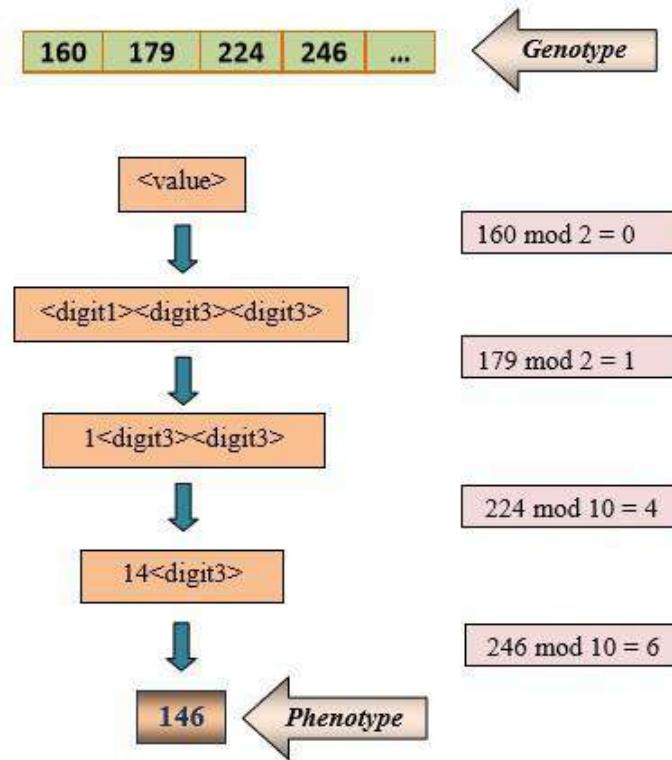 160 179 224 246 ... Genotype
<value>
160 mod 2 = 0
<digit1><digit3><digit3>
179 mod 2 = 1
1<digit3><digit3>
224 mod 10 = 4
14<digit3>
246 mod 10 = 6
146 Phenotype